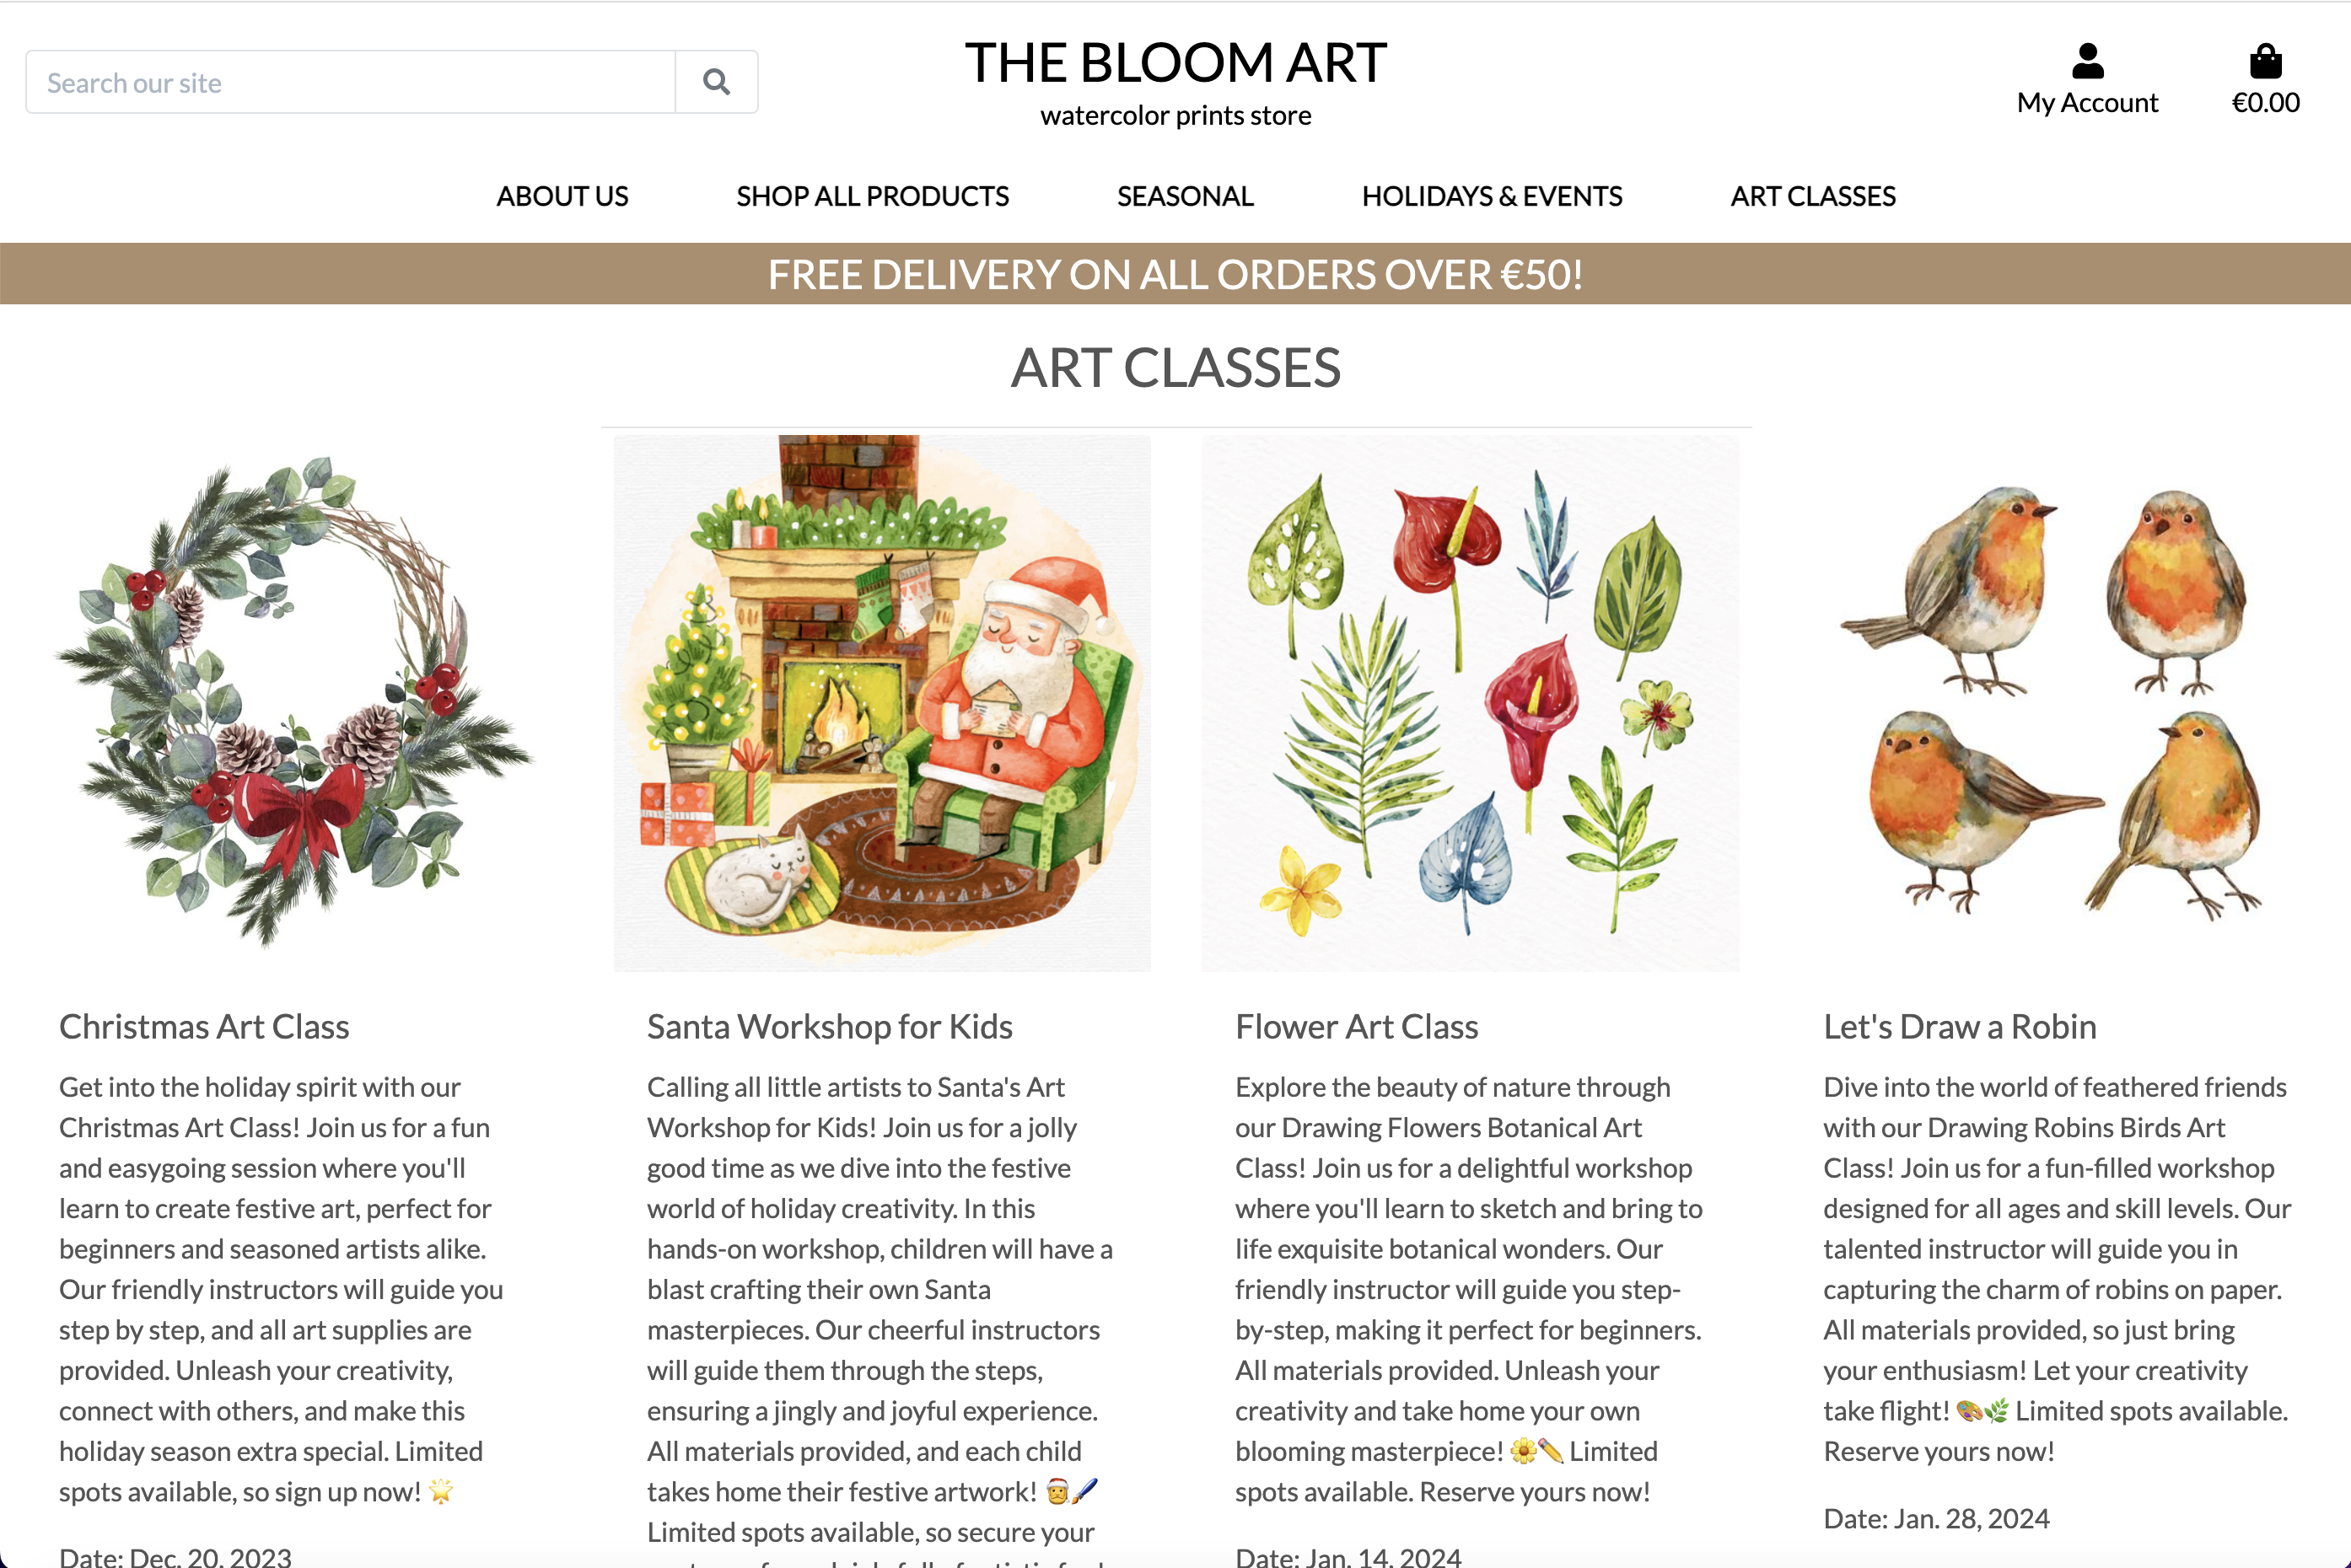 Search our site
THE BLOOM ART
watercolor prints store
My Account
€0.00
ABOUT US
SHOP ALL PRODUCTS
SEASONAL
HOLIDAYS & EVENTS
ART CLASSES
FREE DELIVERY ON ALL ORDERS OVER €50!
ART CLASSES
Christmas Art Class
Get into the holiday spirit with our
Christmas Art Class! Join us for a fun
and easygoing session where you'll
learn to create festive art, perfect for
beginners and seasoned artists alike.
Our friendly instructors will guide you
step by step, and all art supplies are
provided. Unleash your creativity,
connect with others, and make this
holiday season extra special. Limited
spots available, so sign up now! 🌟
Date: Dec. 20, 2023
Santa Workshop for Kids
Calling all little artists to Santa's Art
Workshop for Kids! Join us for a jolly
good time as we dive into the festive
world of holiday creativity. In this
hands-on workshop, children will have a
blast crafting their own Santa
masterpieces. Our cheerful instructors
will guide them through the steps,
ensuring a jingly and joyful experience.
All materials provided, and each child
takes home their festive artwork! 🎅🖌️
Limited spots available, so secure your
Flower Art Class
Explore the beauty of nature through
our Drawing Flowers Botanical Art
Class! Join us for a delightful workshop
where you'll learn to sketch and bring to
life exquisite botanical wonders. Our
friendly instructor will guide you step-
by-step, making it perfect for beginners.
All materials provided. Unleash your
creativity and take home your own
blooming masterpiece! 🌼✏️ Limited
spots available. Reserve yours now!
Date: Jan. 14, 2024
Let's Draw a Robin
Dive into the world of feathered friends
with our Drawing Robins Birds Art
Class! Join us for a fun-filled workshop
designed for all ages and skill levels. Our
talented instructor will guide you in
capturing the charm of robins on paper.
All materials provided, so just bring
your enthusiasm! Let your creativity
take flight! 🎨🌿 Limited spots available.
Reserve yours now!
Date: Jan. 28, 2024